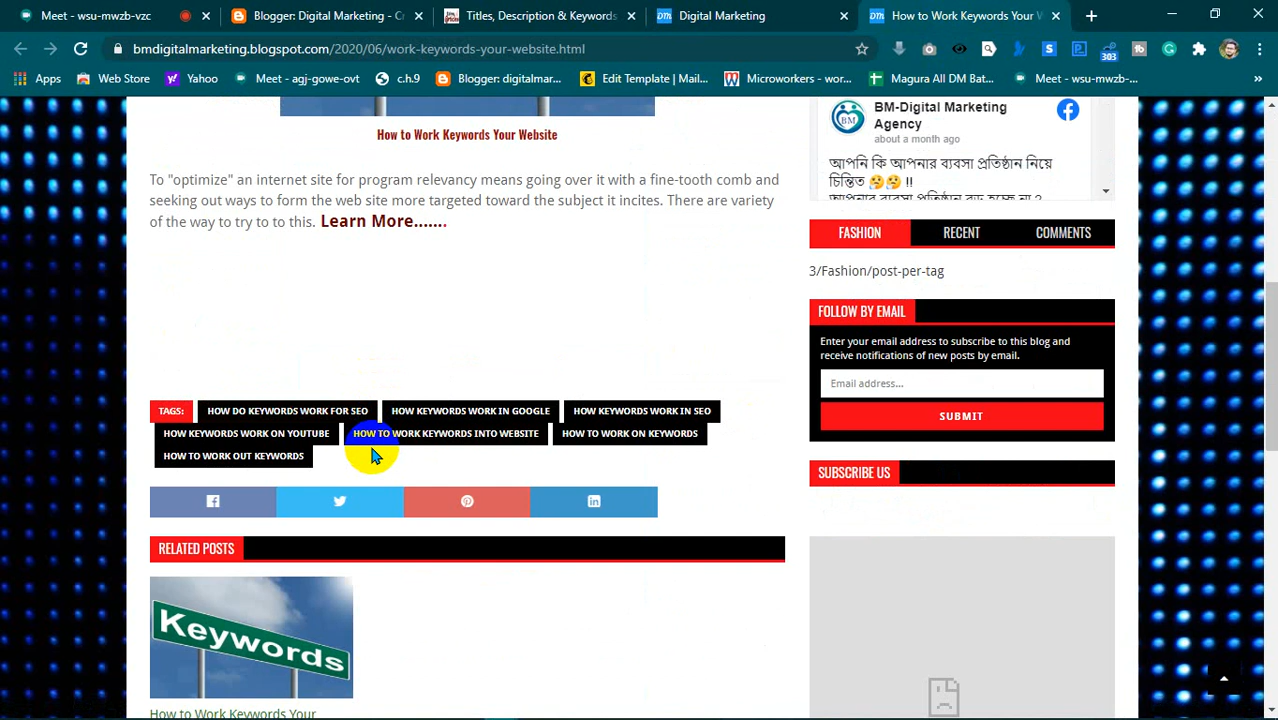 Meet - wsu-mwzb-vzc
Blogger: Digital Marketing - Cr
Titles, Description & Keywords
Digital Marketing
How to Work Keywords Your W
bmdigitalmarketing.blogspot.com/2020/06/work-keywords-your-website.html
303
Apps
Web Store
Yahoo
Meet - agj-gowe-ovt
c.h.9
Blogger: digitalmar...
Edit Template | Mail...
Microworkers - wor...
Magura All DM Bat...
Meet - wsu-mwzb-...
How to Work Keywords Your Website
To "optimize" an internet site for program relevancy means going over it with a fine-tooth comb and
seeking out ways to form the web site more targeted toward the subject it incites. There are variety
of the way to try to to this. Learn More.......
TAGS:
HOW DO KEYWORDS WORK FOR SEO
HOW KEYWORDS WORK IN GOOGLE
HOW KEYWORDS WORK IN SEO
HOW KEYWORDS WORK ON YOUTUBE
HOW TO WORK KEYWORDS INTO WEBSITE
HOW TO WORK ON KEYWORDS
HOW TO WORK OUT KEYWORDS
RELATED POSTS
Keywords
How to Work Keywords Your
BM
BM-Digital Marketing
Agency
about a month ago
আপনি কি আপনার ব্যবসা প্রতিষ্ঠান নিয়ে
চিন্তিত 🤔🤔 !!
আপনার ব্যবসা প্রতিষ্ঠান বড় হচ্ছে না ?
FASHION
RECENT
COMMENTS
3/Fashion/post-per-tag
FOLLOW BY EMAIL
Enter your email address to subscribe to this blog and
receive notifications of new posts by email.
Email address...
SUBMIT
SUBSCRIBE US